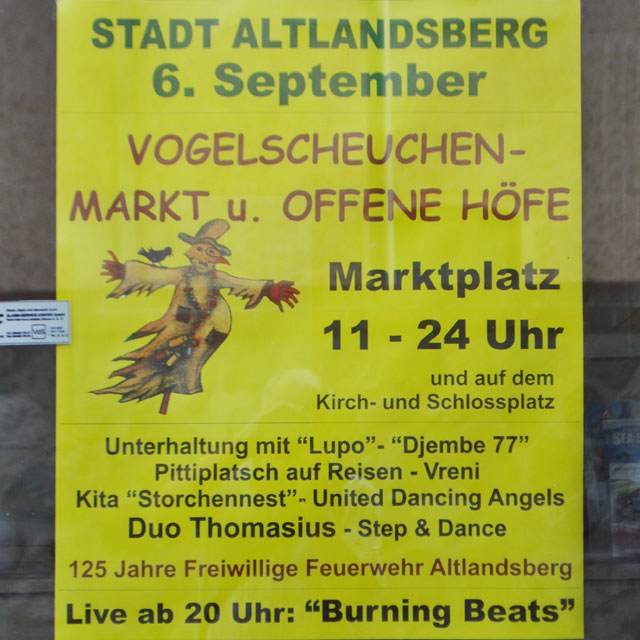 STADT ALTLANDSBERG
6. September
VOGELSCHEUCHEN-
MARKT u. OFFENE HÖFE
Marktplatz
11 - 24 Uhr
und auf dem
Kirch- und Schlossplatz
Unterhaltung mit “Lupo”- “Djembe 77”
Pittiplatsch auf Reisen - Vreni
Kita “Storchennest”- United Dancing Angels
Duo Thomasius - Step & Dance
125 Jahre Freiwillige Feuerwehr Altlandsberg
Live ab 20 Uhr: “Burning Beats”